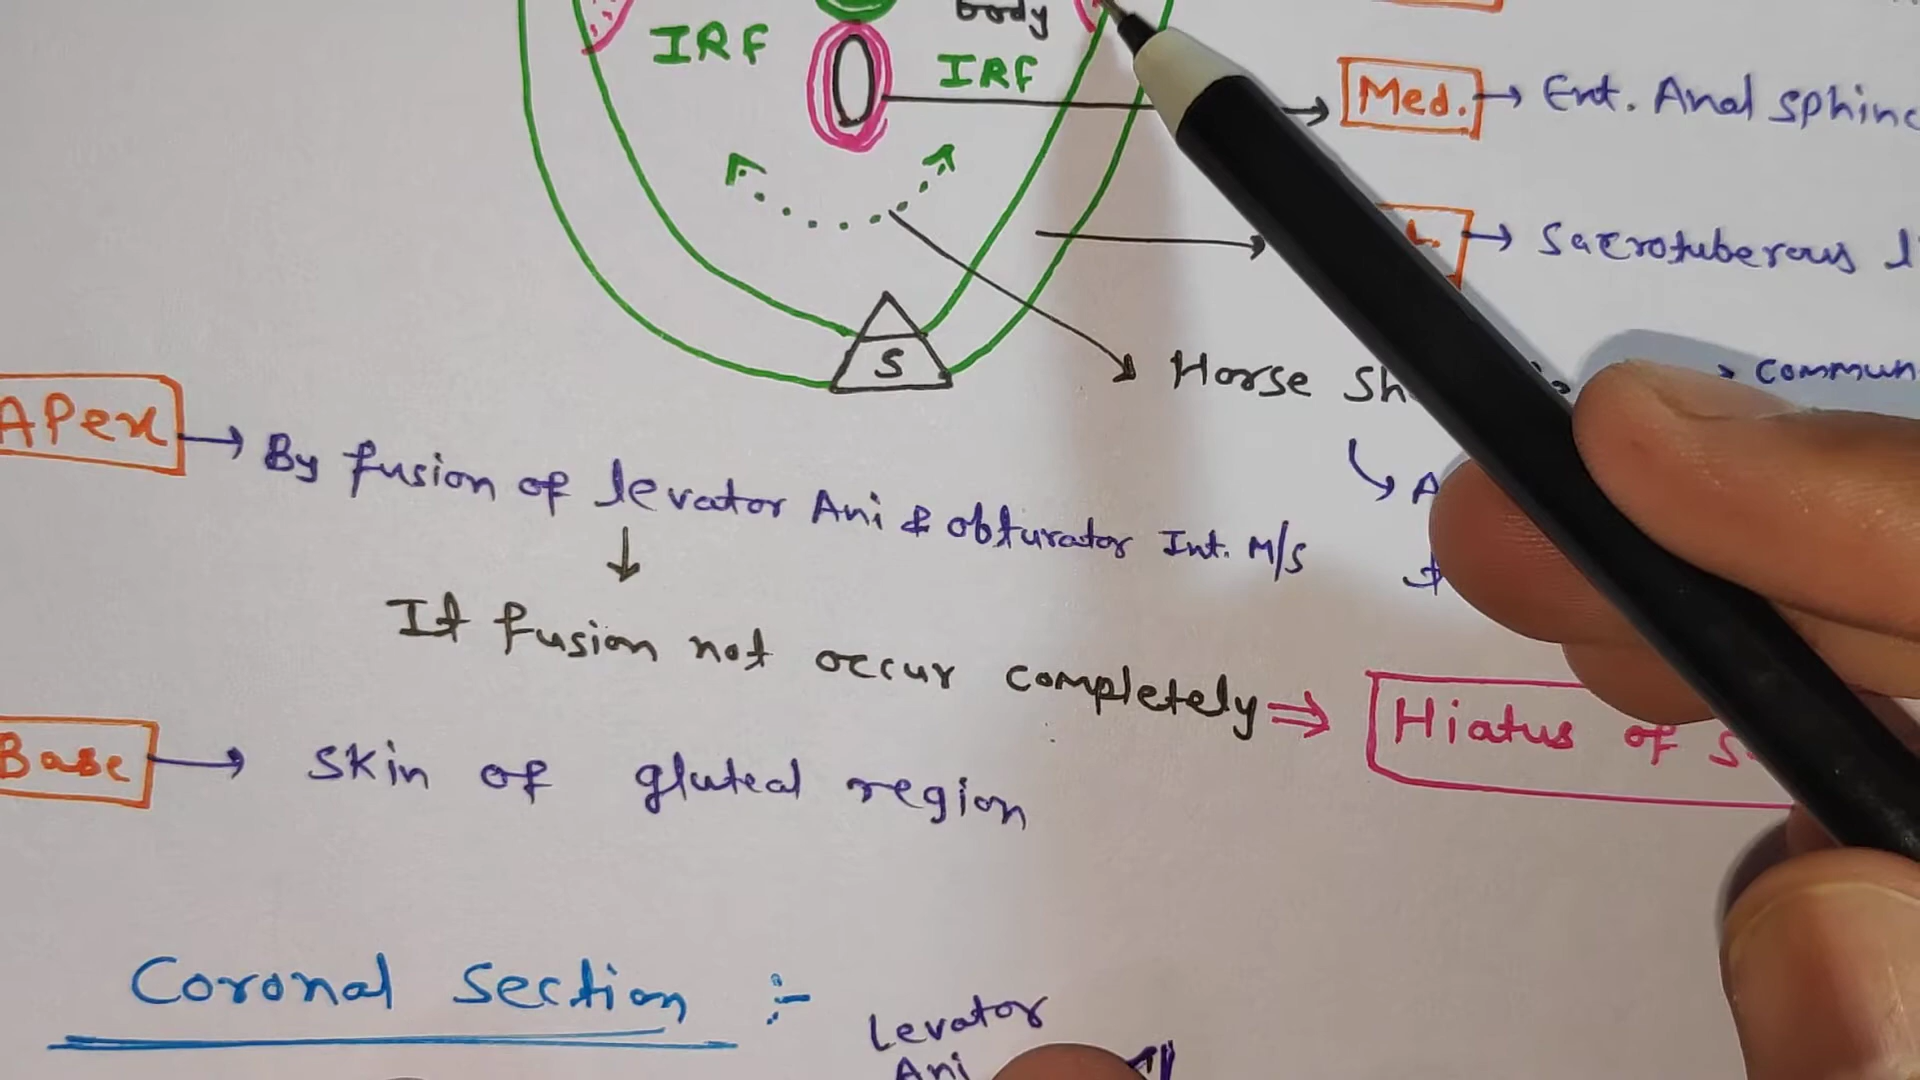 body
IRF
IRF
Med. → Ent. Anal sphinc
L. → Sacrotuberous l
S
Horse Sh
→ commun
A
APex → By fusion of levator Ani & obturator Int. M/S
If fusion not occur completely ⇒ Hiatus of
Base → Skin of gluteal region
Coronal Section :-
Levator
Ani